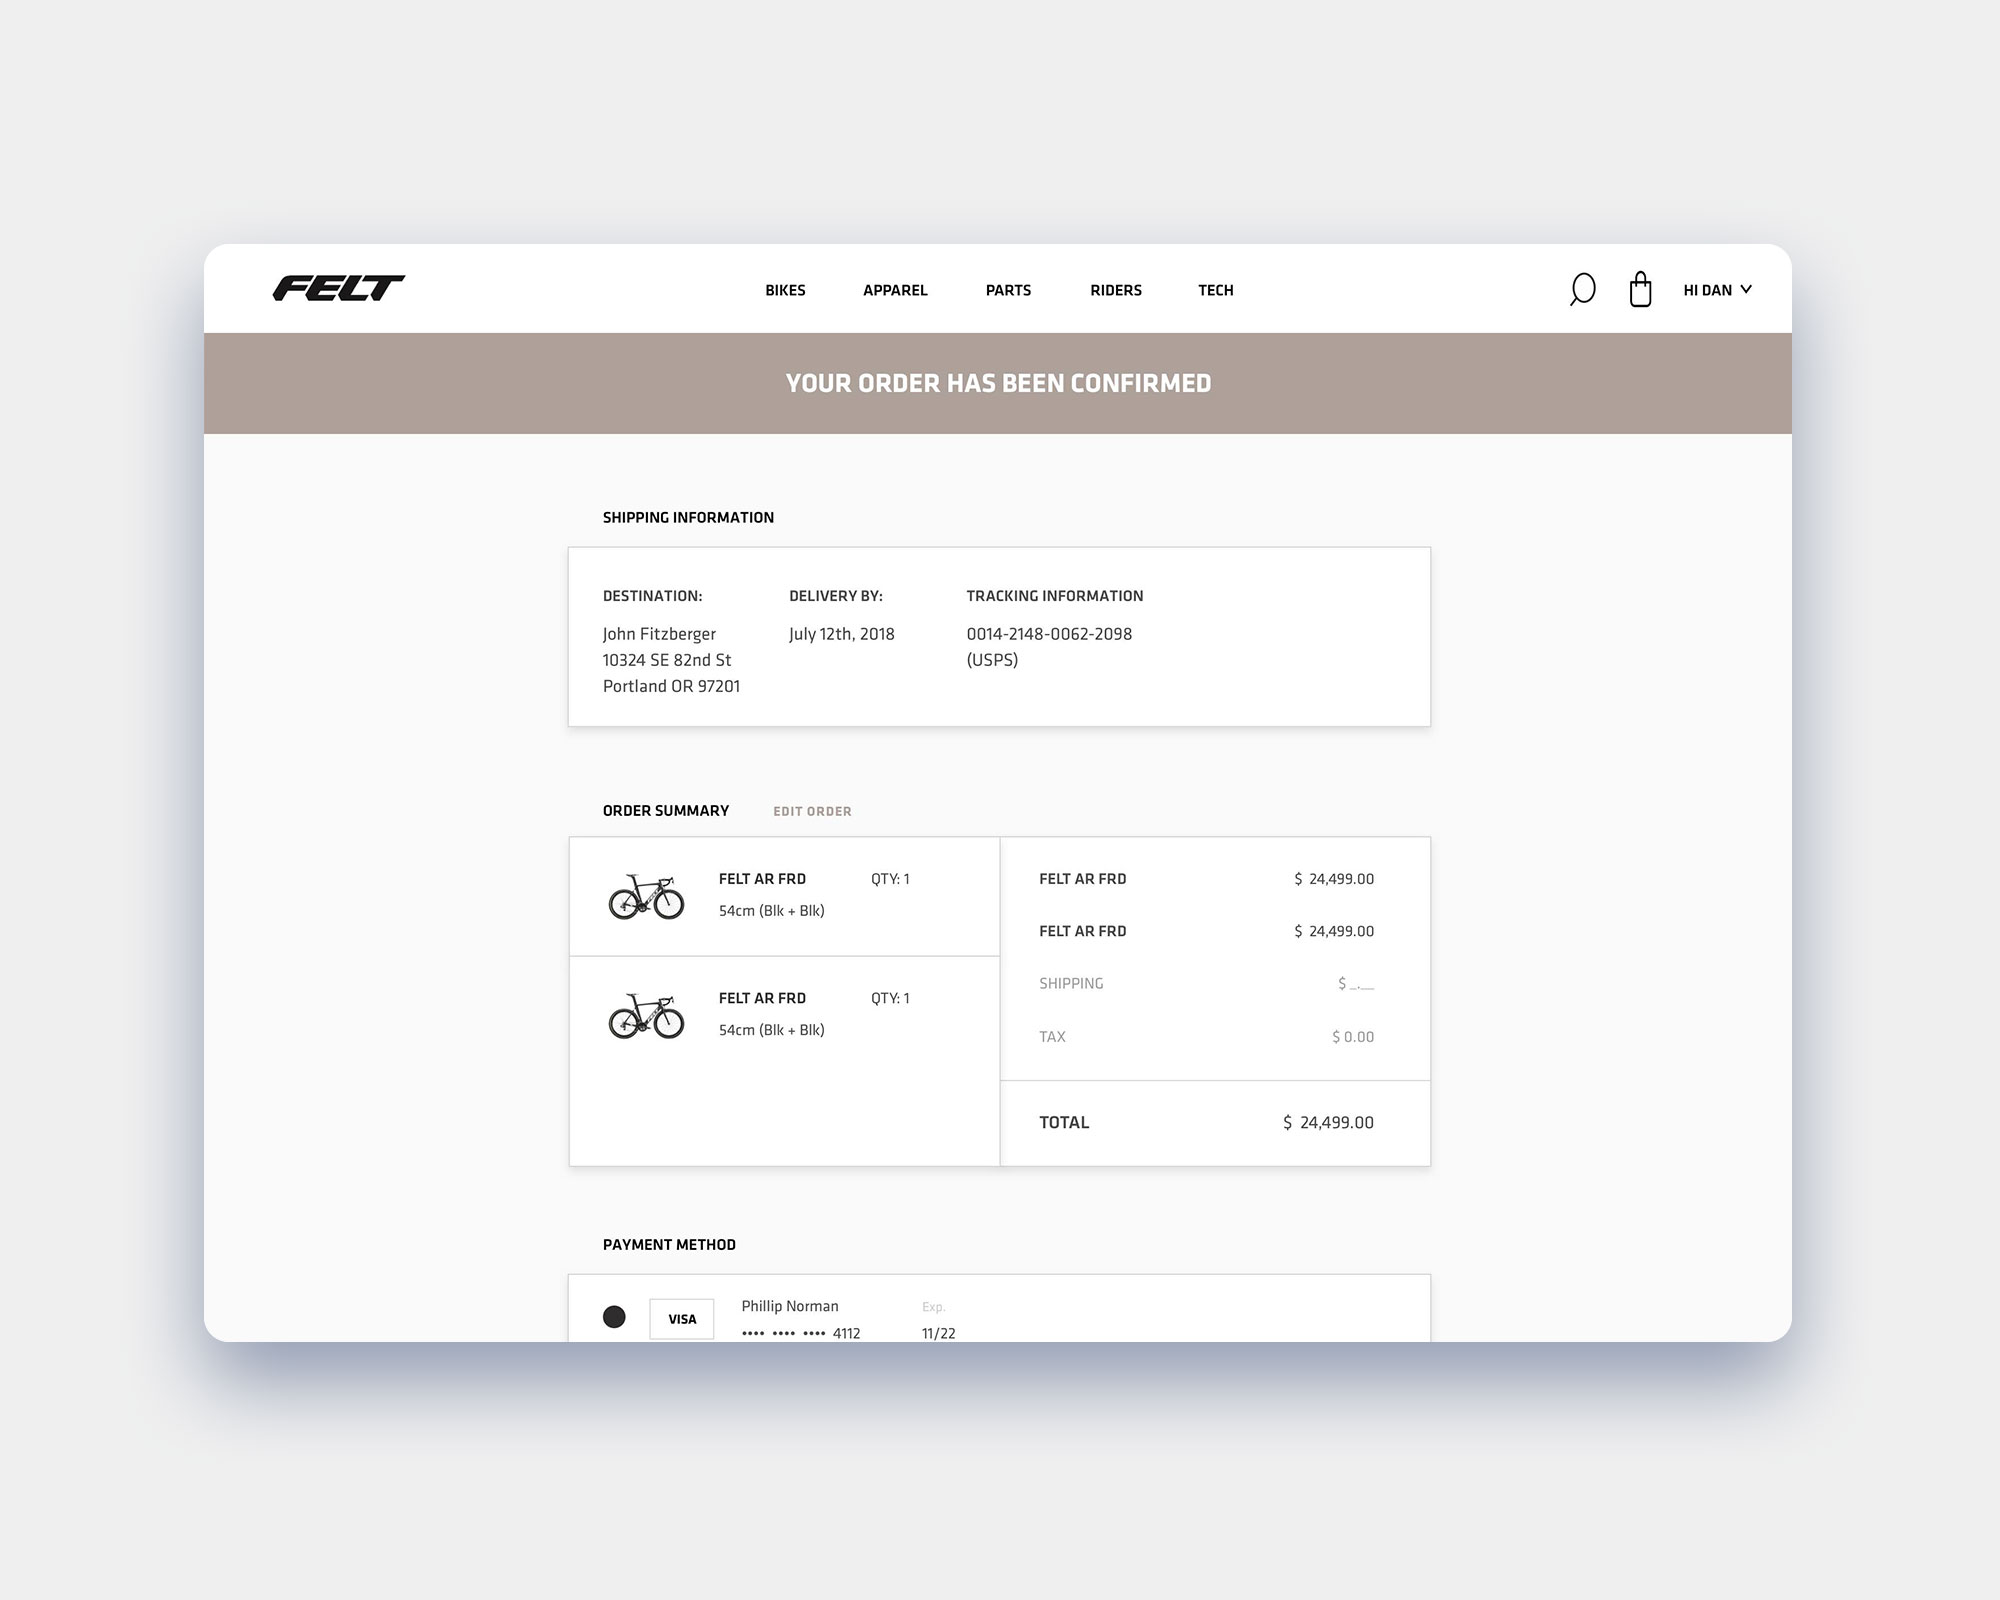 FELT
BIKES APPAREL PARTS RIDERS TECH HI DAN
YOUR ORDER HAS BEEN CONFIRMED
SHIPPING INFORMATION
DESTINATION:
John Fitzberger
10324 SE 82nd St
Portland OR 97201
DELIVERY BY:
July 12th, 2018
TRACKING INFORMATION
0014-2148-0062-2098
(USPS)
ORDER SUMMARY EDIT ORDER
FELT AR FRD QTY: 1
54cm (Blk + Blk)
FELT AR FRD QTY: 1
54cm (Blk + Blk)
FELT AR FRD $ 24,499.00
FELT AR FRD $ 24,499.00
SHIPPING $ _.__
TAX $ 0.00
TOTAL $ 24,499.00
PAYMENT METHOD
VISA
Phillip Norman
•••• •••• •••• 4112
Exp.
11/22